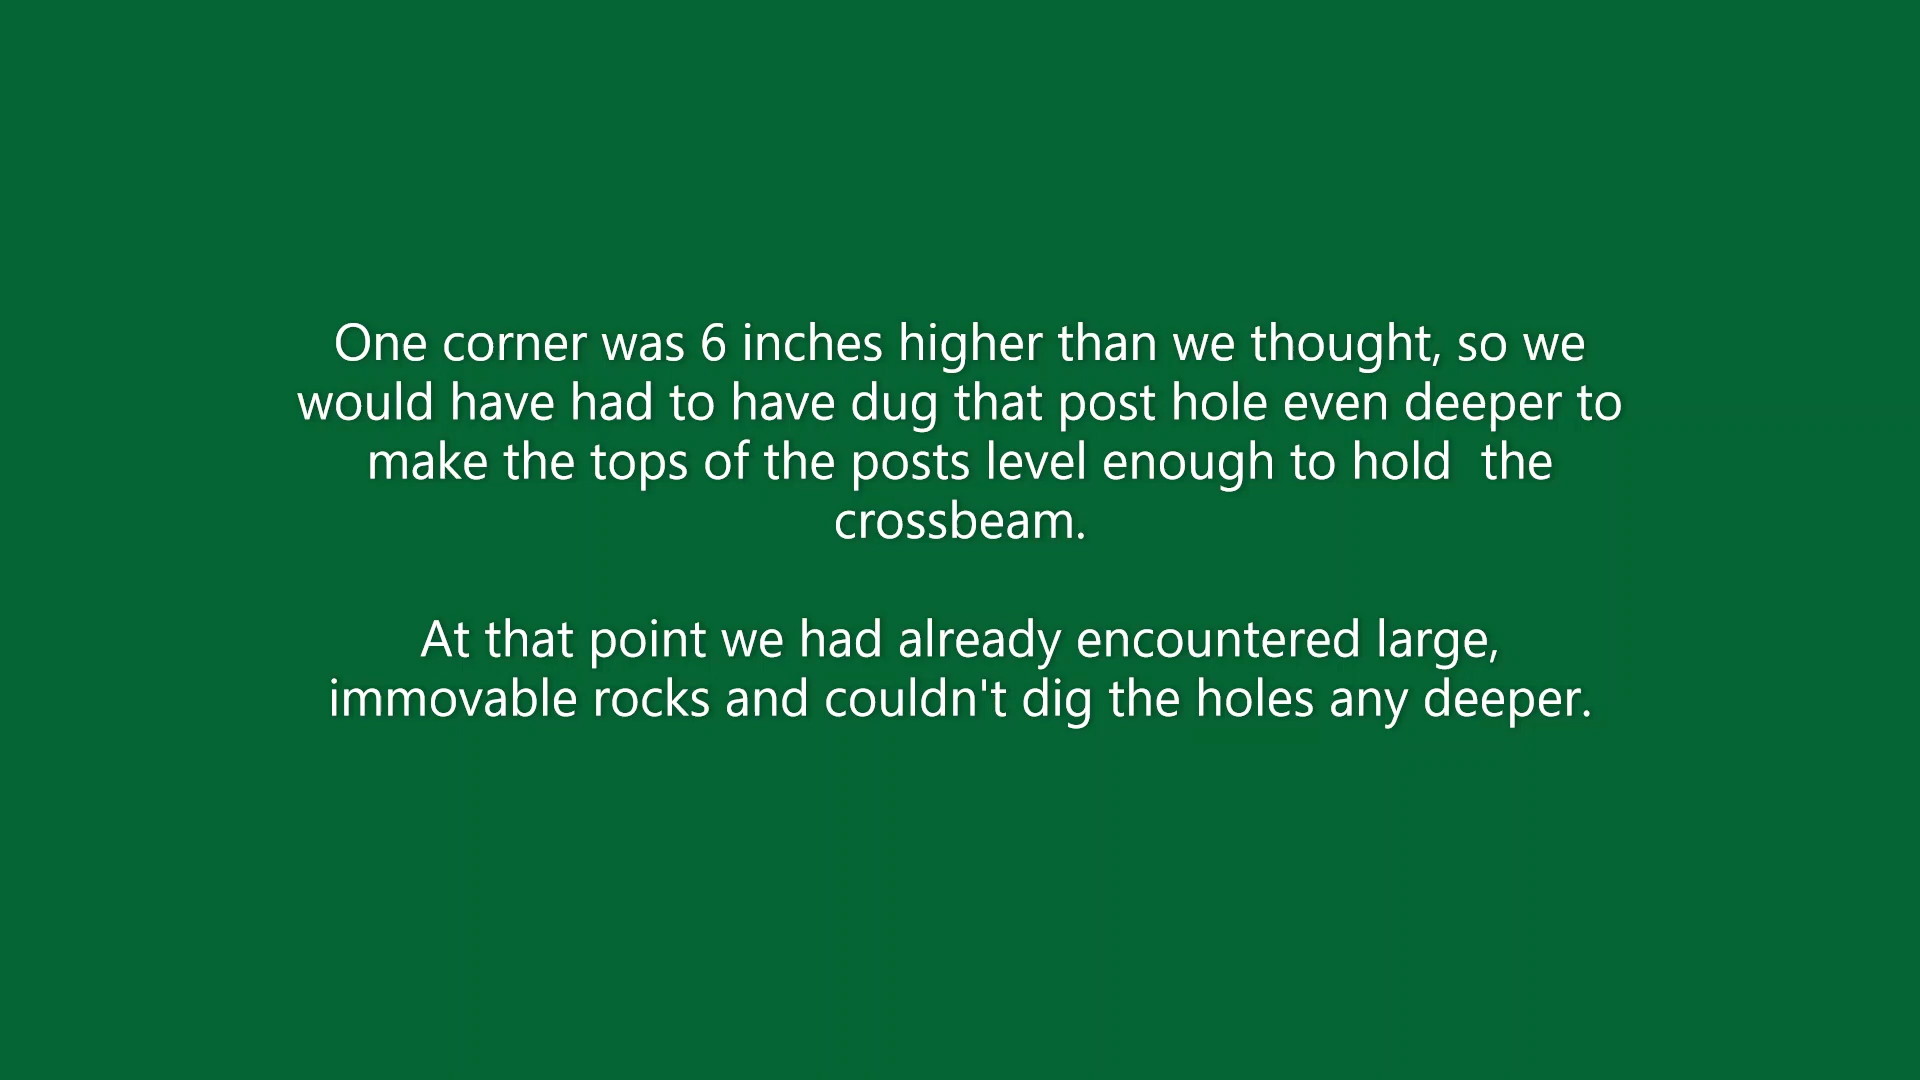 One corner was 6 inches higher than we thought, so we
would have had to have dug that post hole even deeper to
make the tops of the posts level enough to hold  the
crossbeam.
At that point we had already encountered large,
immovable rocks and couldn't dig the holes any deeper.